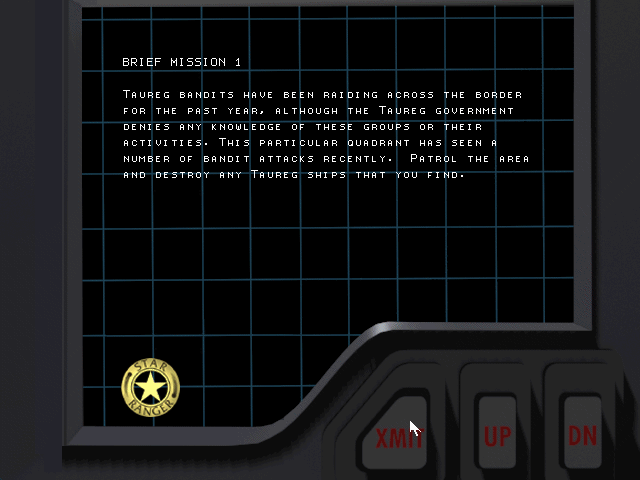 BRIEF MISSION 1
TAUREG BANDITS HAVE BEEN RAIDING ACROSS THE BORDER
FOR THE PAST YEAR, ALTHOUGH THE TAUREG GOVERNMENT
DENIES ANY KNOWLEDGE OF THESE GROUPS OR THEIR
ACTIVITIES. THIS PARTICULAR QUADRANT HAS SEEN A
NUMBER OF BANDIT ATTACKS RECENTLY.  PATROL THE AREA
AND DESTROY ANY TAUREG SHIPS THAT YOU FIND.
STAR
RANGER
XMIT UP DN